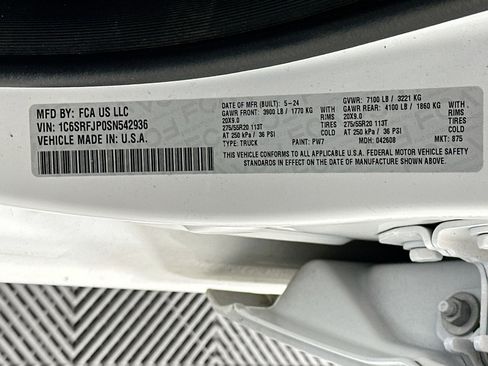 MFD BY: FCA US LLC
VIN: 1C6SRFJP0SN542936
VEHICLE MADE IN: U.S.A.
DATE OF MFR (BUILT): 5-24
GAWR FRONT: 3900 LB / 1770 KG WITH
20X9.0 RIMS
275/55R20 113T TIRES
AT 250 kPa / 36 PSI COLD
TYPE: TRUCK PAINT: PW7
GVWR: 7100 LB / 3221 KG
GAWR REAR: 4100 LB / 1860 KG WITH
20X9.0 RIMS
275/55R20 113T TIRES
AT 250 kPa / 36 PSI COLD
MDH: 042608 MKT: 875
THIS VEHICLE CONFORMS TO ALL APPLICABLE U.S.A. FEDERAL MOTOR VEHICLE SAFETY
STANDARDS IN EFFECT ON THE DATE OF MANUFACTURE SHOWN ABOVE.